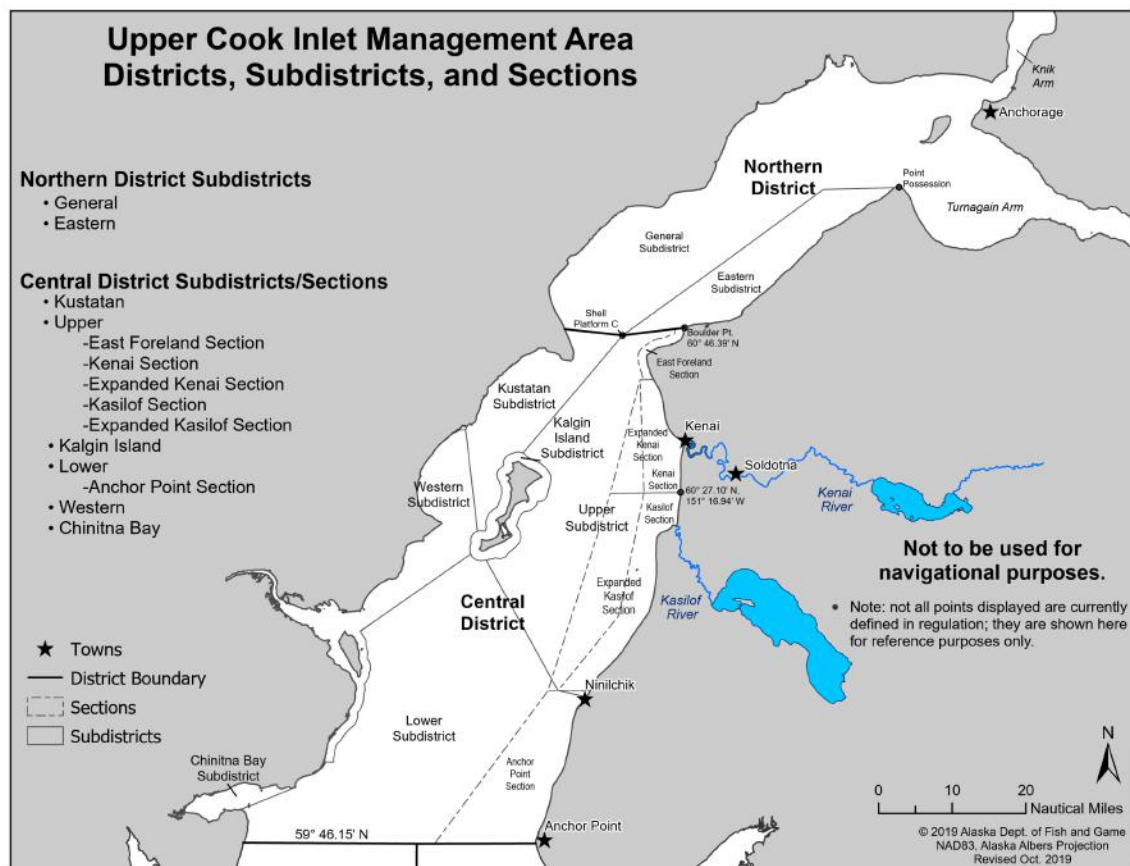 Upper Cook Inlet Management Area
Districts, Subdistricts, and Sections
Northern District Subdistricts
• General
• Eastern
Central District Subdistricts/Sections
• Kustatan
• Upper
-East Foreland Section
-Kenai Section
-Expanded Kenai Section
-Kasilof Section
-Expanded Kasilof Section
• Kalgin Island
• Lower
-Anchor Point Section
• Western
• Chinitna Bay
Towns
District Boundary
Sections
Subdistricts
Knik
Arm
Anchorage
Northern
District
Point
Possession
Turnagain Arm
General
Subdistrict
Eastern
Subdistrict
Shell
Platform C
Boulder Pt.
60° 46.39' N
East Foreland
Section
Kustatan
Subdistrict
Kalgin
Island
Subdistrict
Expanded
Kenai
Section
Kenai
Soldotna
Western
Subdistrict
Kenai
Section
60° 27.10' N,
151° 16.94' W
Kenai
River
Upper
Subdistrict
Kasilof
Section
Expanded
Kasilof
Section
Kasilof
River
Central
District
Ninilchik
Lower
Subdistrict
Anchor
Point
Section
Chinitna Bay
Subdistrict
59° 46.15' N
Anchor Point
Not to be used for
navigational purposes.
• Note: not all points displayed are currently
defined in regulation; they are shown here
for reference purposes only.
N
0 10 20
Nautical Miles
© 2019 Alaska Dept. of Fish and Game
NAD83, Alaska Albers Projection
Revised Oct. 2019